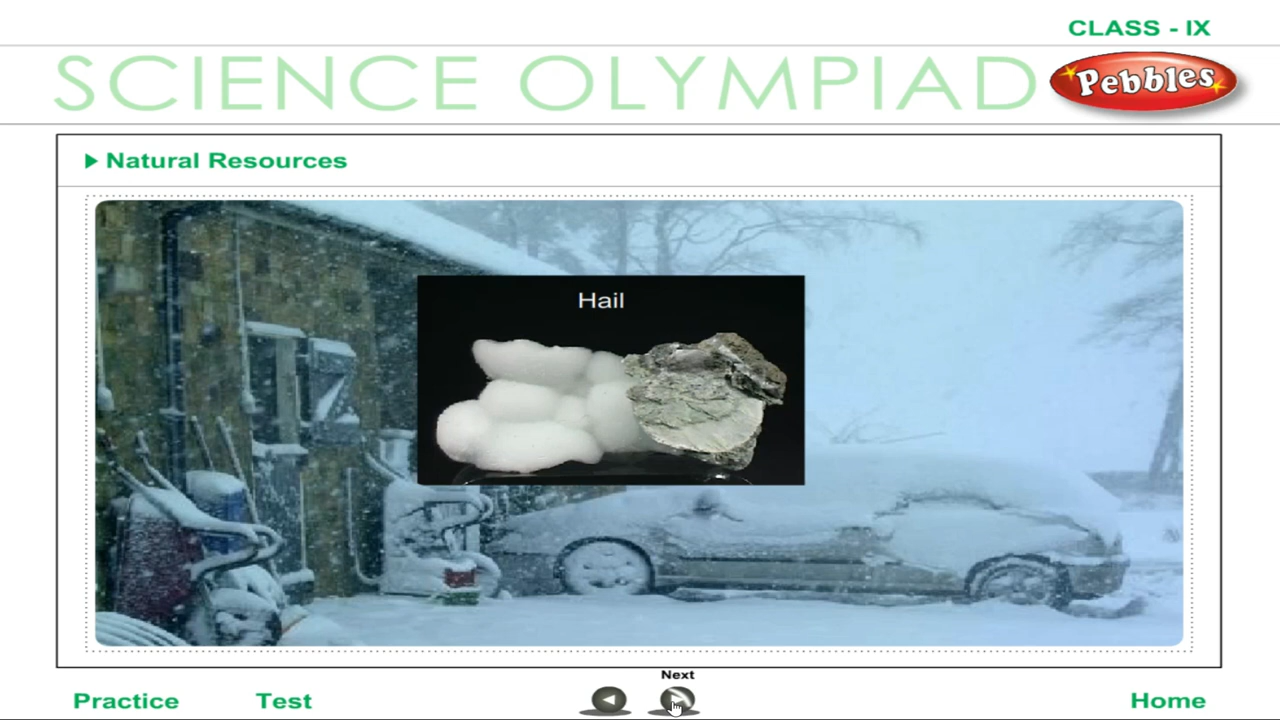 CLASS - IX
SCIENCE OLYMPIAD
Pebbles
Natural Resources
Hail
Next
Practice
Test
Home